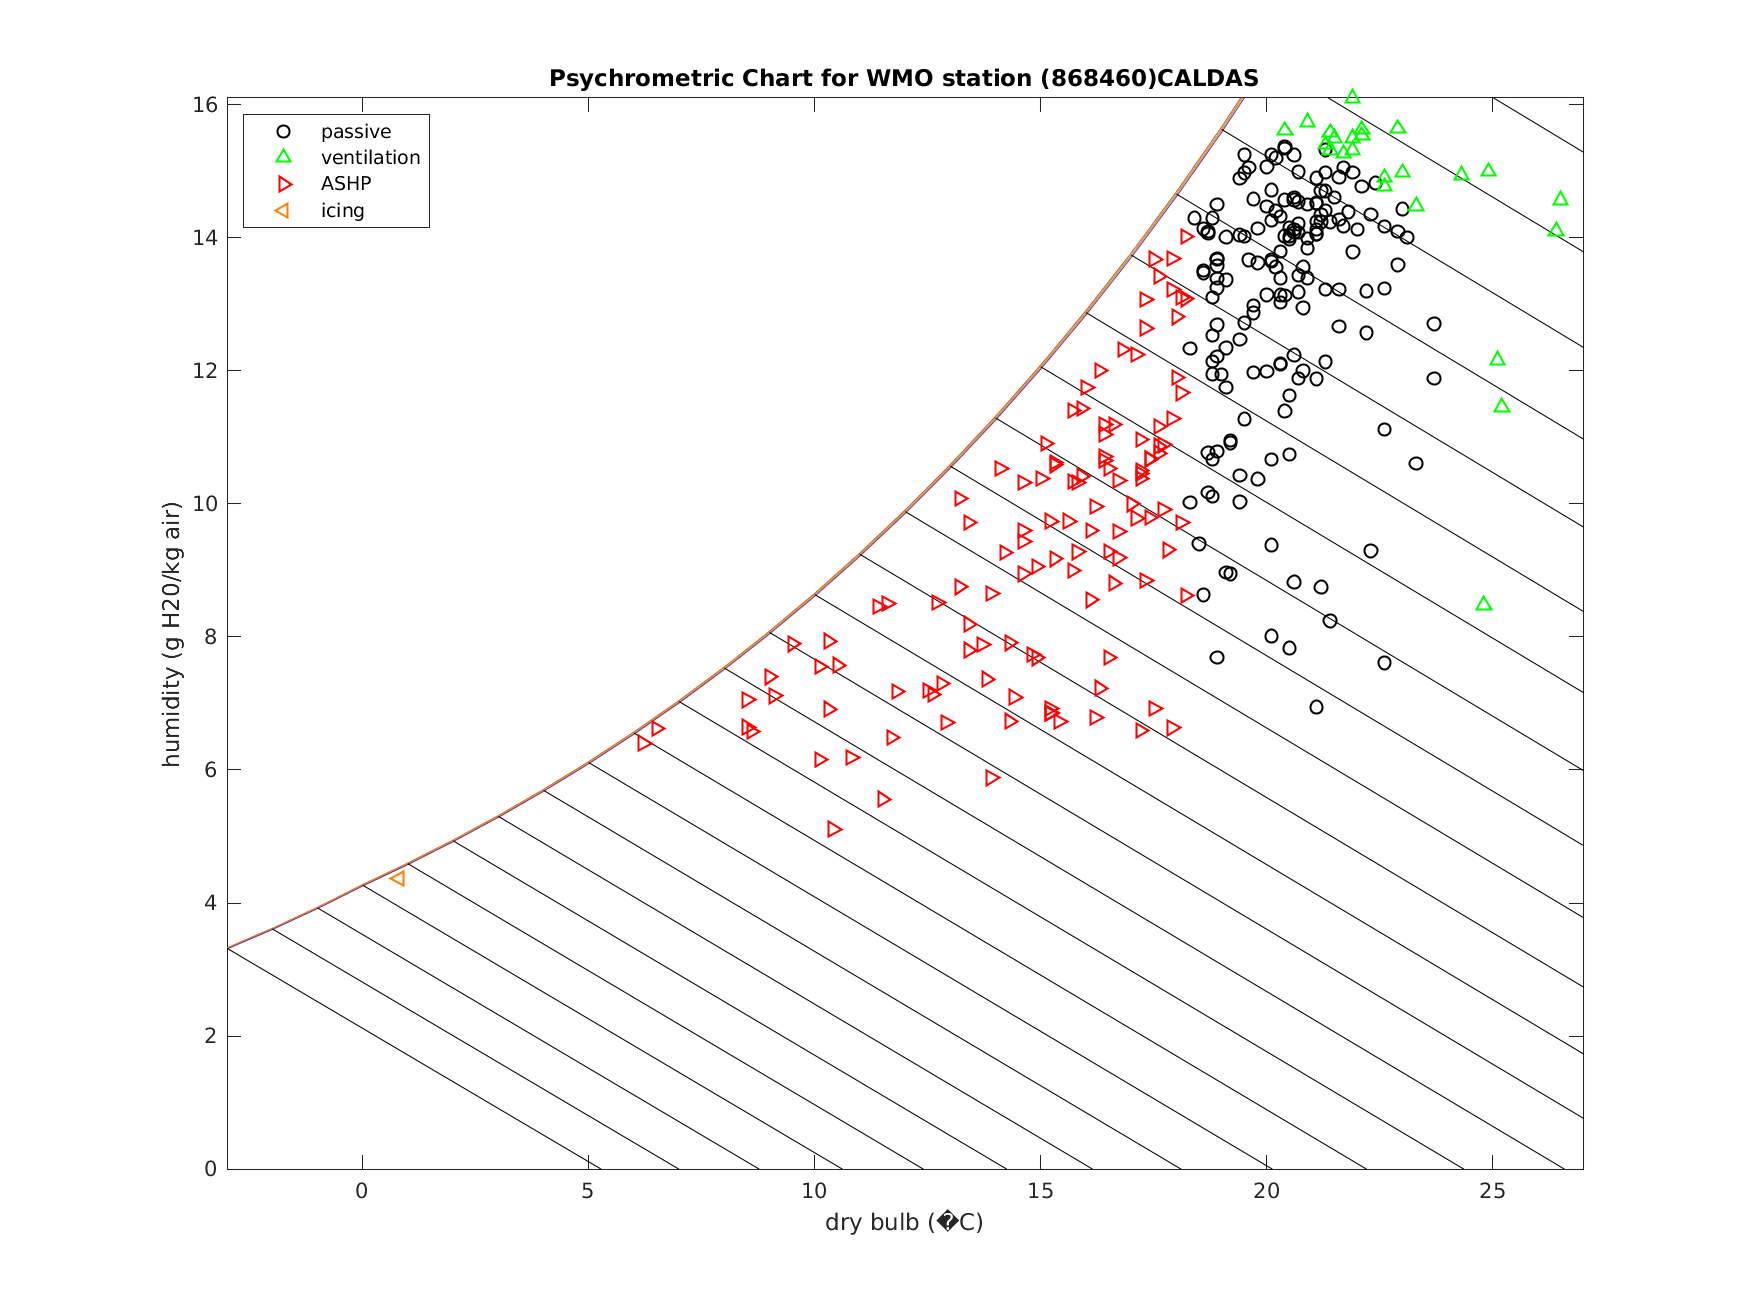 Psychrometric Chart for WMO station (868460)CALDAS
passive
ventilation
ASHP
icing
humidity (g H20/kg air)
16
14
12
10
8
6
4
2
0
0 5 10 15 20 25
dry bulb (�C)